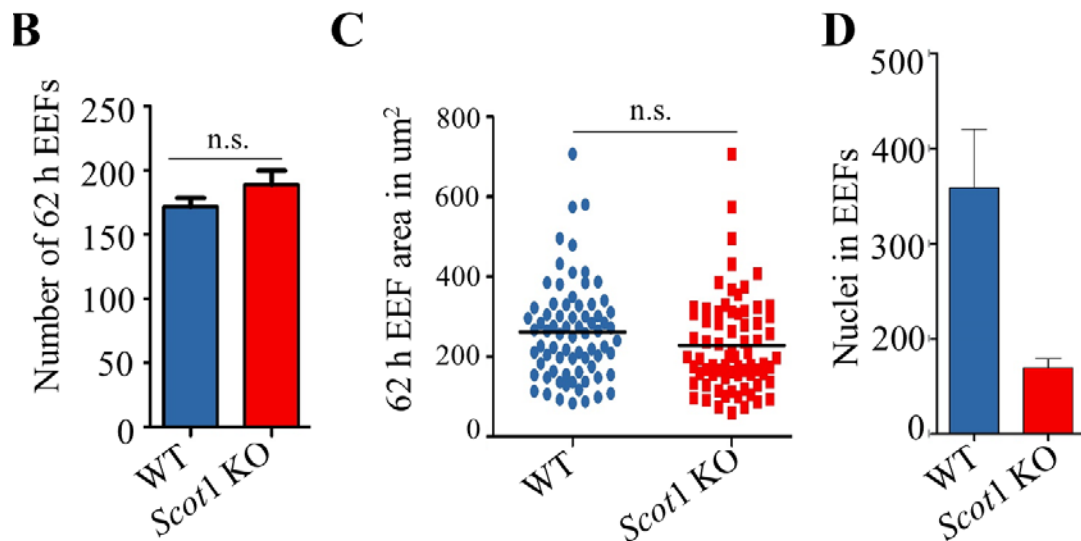 B
Number of 62 h EEFs
250
200
150
100
50
0
n.s.
WT
Scot1 KO
C
62 h EEF area in um²
800
600
400
200
0
n.s.
WT
Scot1 KO
D
Nuclei in EEFs
500
400
300
200
0
WT
Scot1 KO